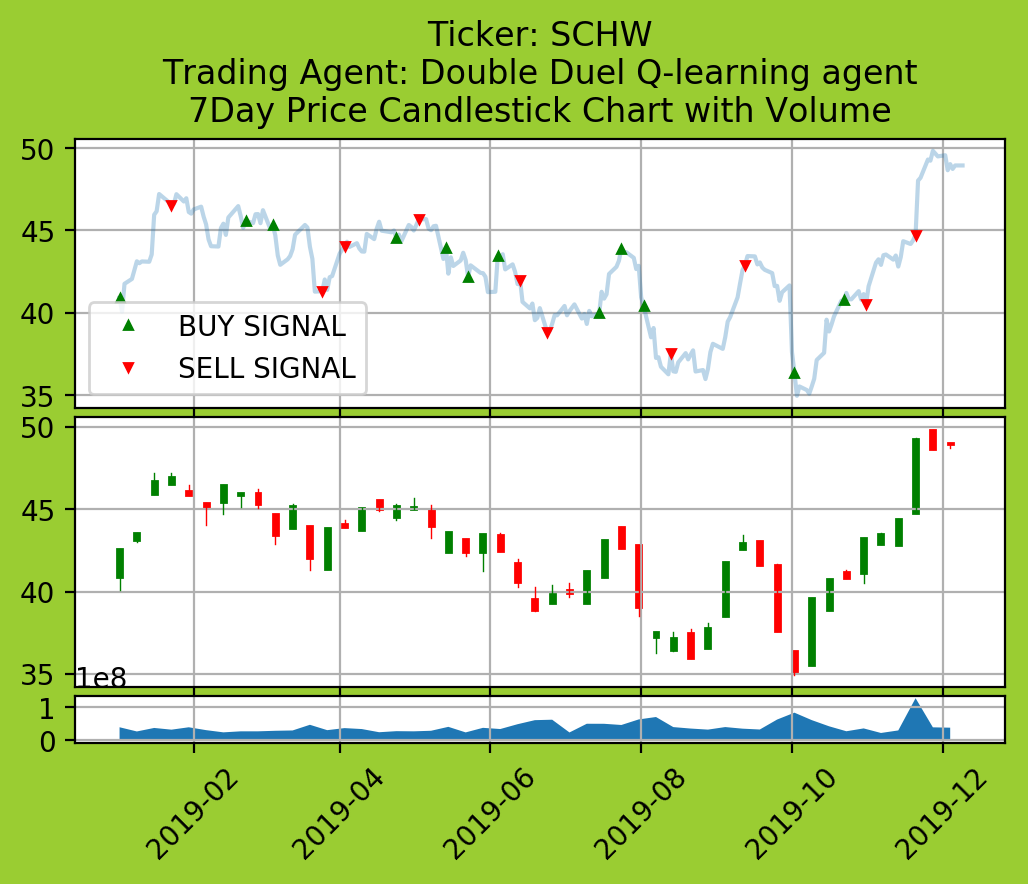 Ticker: SCHW
Trading Agent: Double Duel Q-learning agent
7Day Price Candlestick Chart with Volume
50
45
40
35
BUY SIGNAL
SELL SIGNAL
50
45
40
35
1e8
1
0
2019-02
2019-04
2019-06
2019-08
2019-10
2019-12